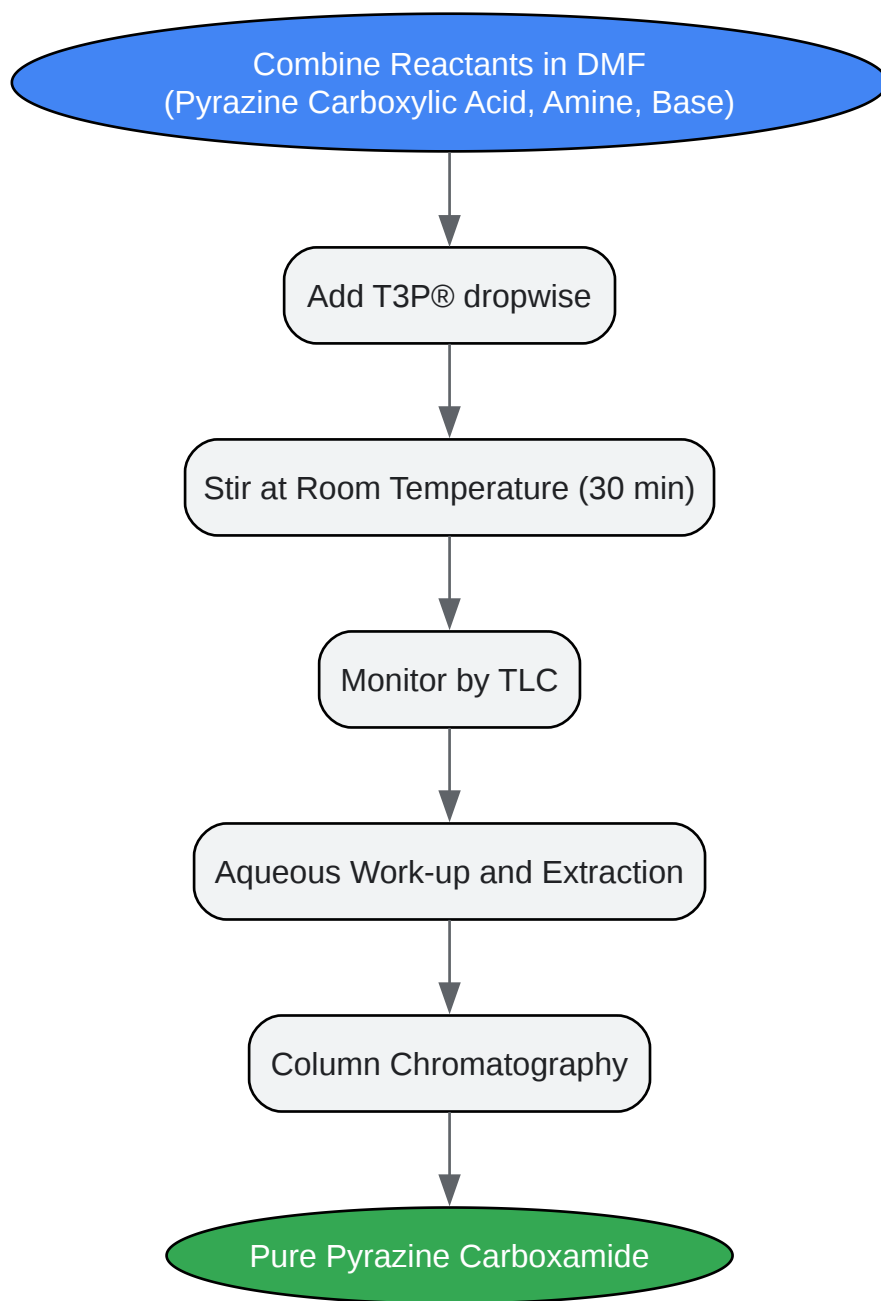 Combine Reactants in DMF
(Pyrazine Carboxylic Acid, Amine, Base)
Add T3P® dropwise
Stir at Room Temperature (30 min)
Monitor by TLC
Aqueous Work-up and Extraction
Column Chromatography
Pure Pyrazine Carboxamide